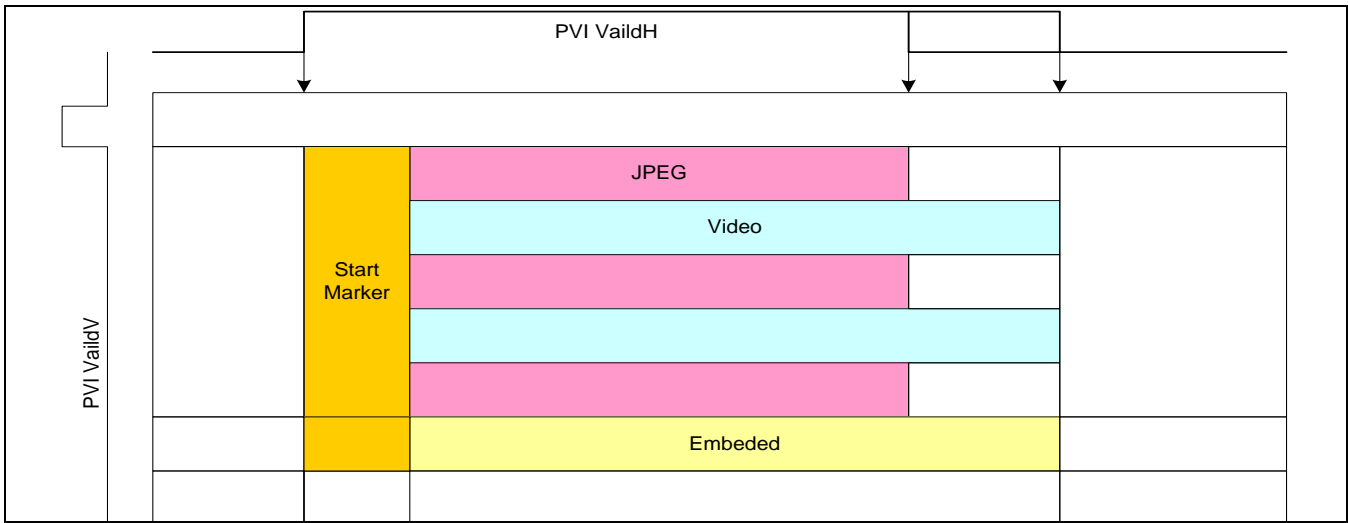 PVI VaildH
JPEG
Video
Start
Marker
PVI VaildV
Embeded